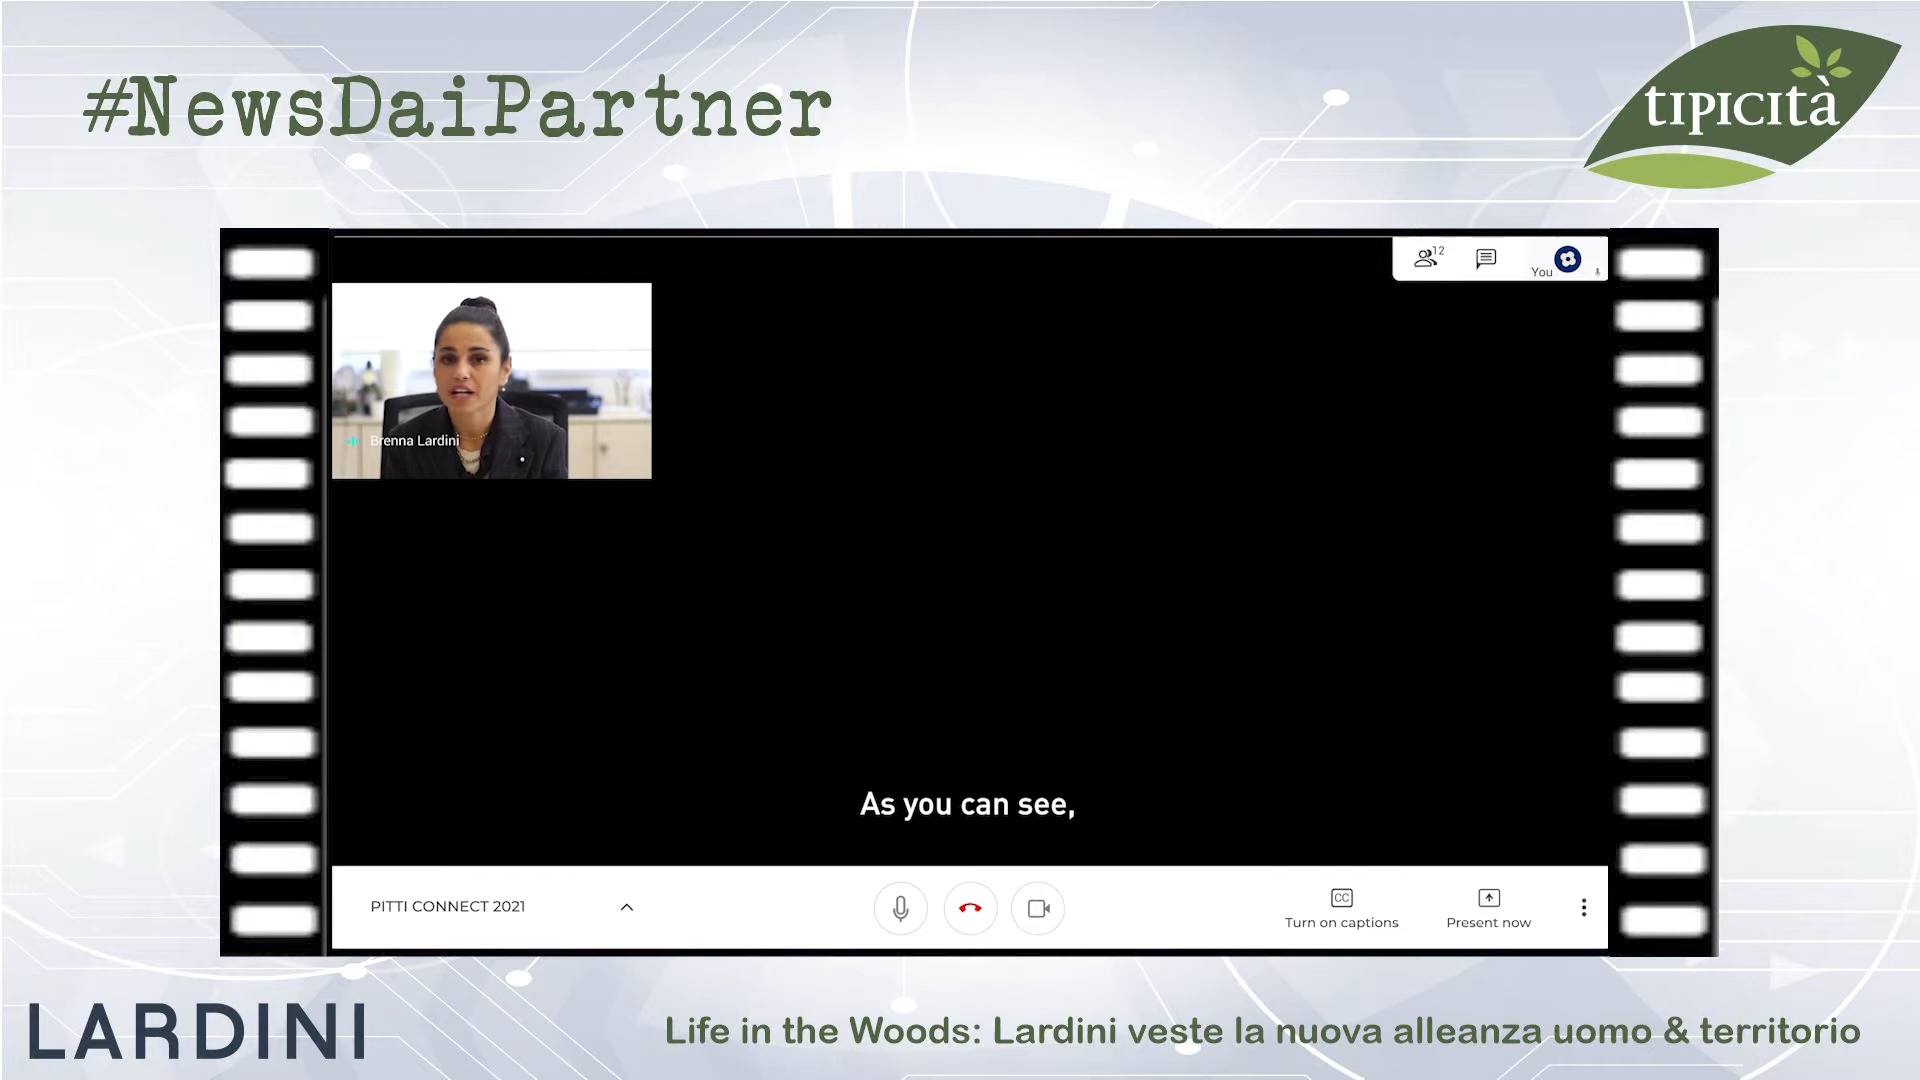 #NewsDaiPartner
TIPICITÀ
12
You
Brenna Lardini
As you can see,
PITTI CONNECT 2021
CC
Turn on captions
Present now
LARDINI
Life in the Woods: Lardini veste la nuova alleanza uomo & territorio